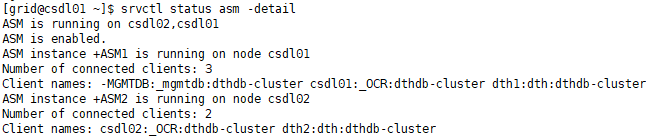 [grid@csdl01 ~]$ srvctl status asm -detail
ASM is running on csdl02,csdl01
ASM is enabled.
ASM instance +ASM1 is running on node csdl01
Number of connected clients: 3
Client names: -MGMTDB:_mgmtdb:dthdb-cluster csdl01:_OCR:dthdb-cluster dth1:dth:dthdb-cluster
ASM instance +ASM2 is running on node csdl02
Number of connected clients: 2
Client names: csdl02:_OCR:dthdb-cluster dth2:dth:dthdb-cluster